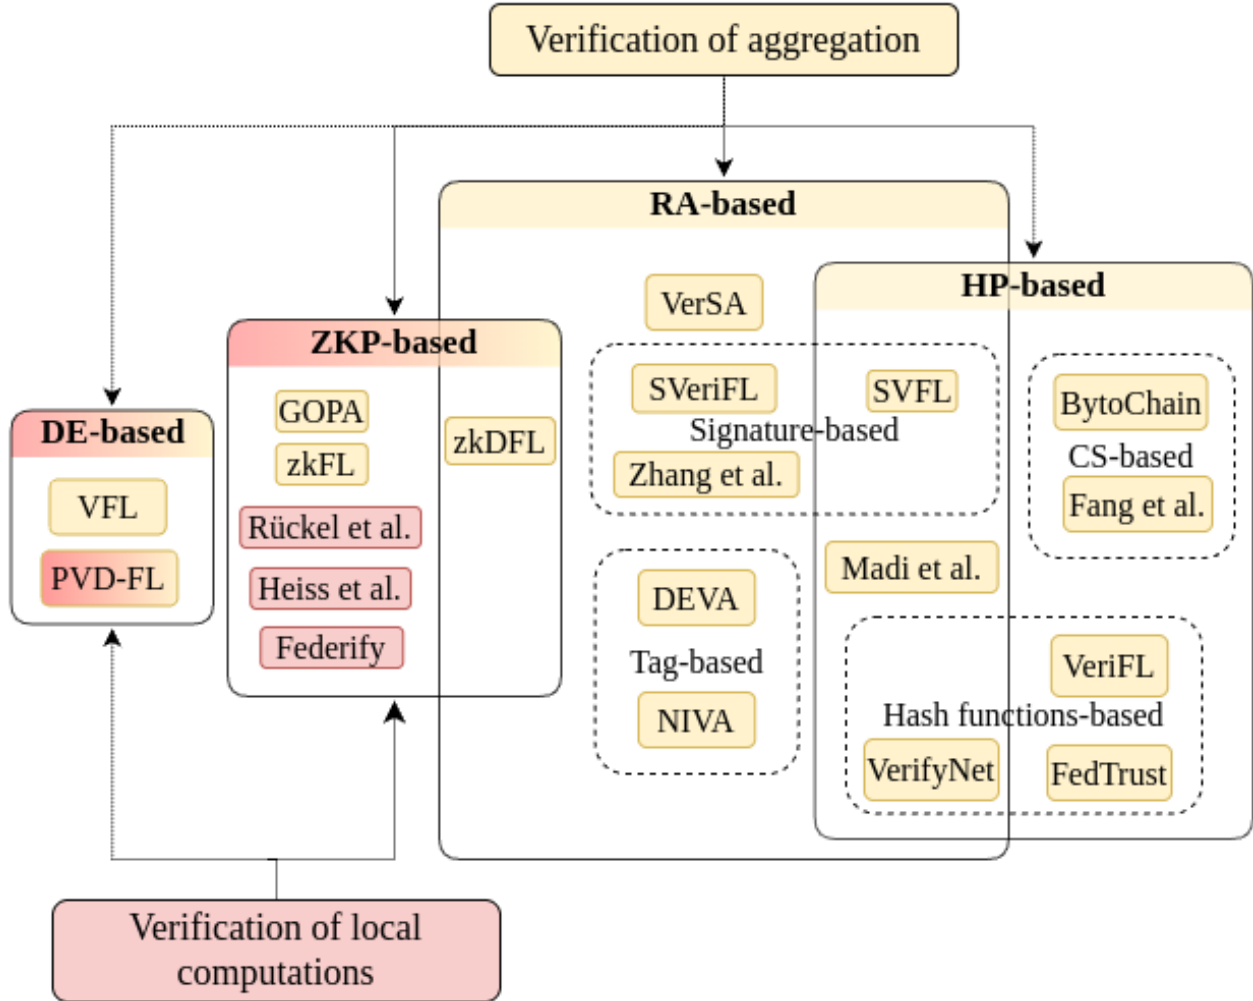 Verification of aggregation
RA-based
HP-based
VerSA
ZKP-based
SVeriFL
SVFL
BytoChain
GOPA
DE-based
zkDFL
Signature-based
CS-based
zkFL
Zhang et al.
Fang et al.
VFL
Rückel et al.
PVD-FL
Madi et al.
Heiss et al.
DEVA
Federify
Tag-based
VeriFL
NIVA
Hash functions-based
VerifyNet
FedTrust
Verification of local
computations